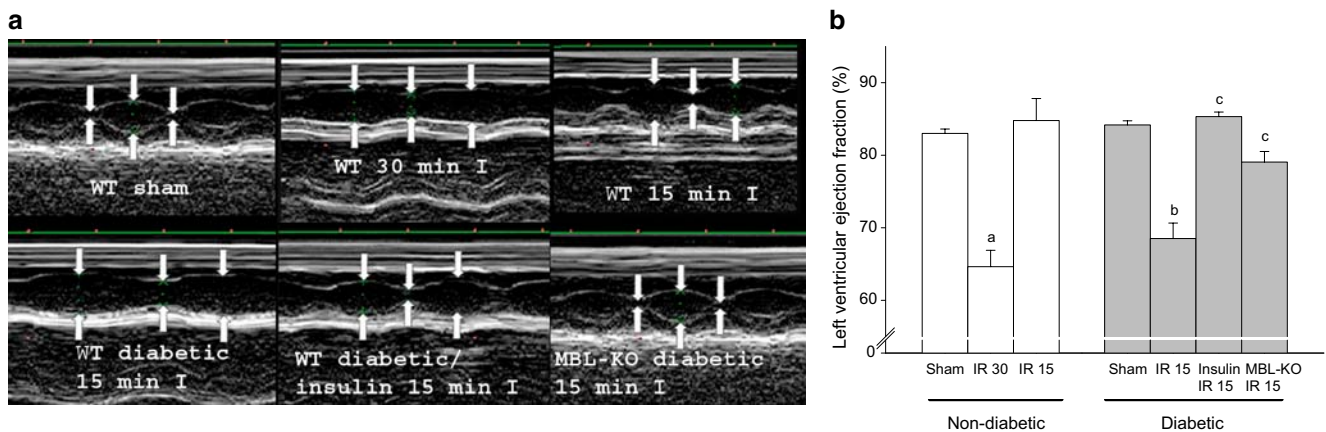 a
WT sham
WT 30 min I
WT 15 min I
WT diabetic
15 min I
WT diabetic/
insulin 15 min I
MBL-KO diabetic
15 min I
b
Left ventricular ejection fraction (%)
90
80
70
60
0
a
b
c
c
Sham IR 30 IR 15
Sham IR 15 Insulin MBL-KO
IR 15 IR 15
Non-diabetic
Diabetic